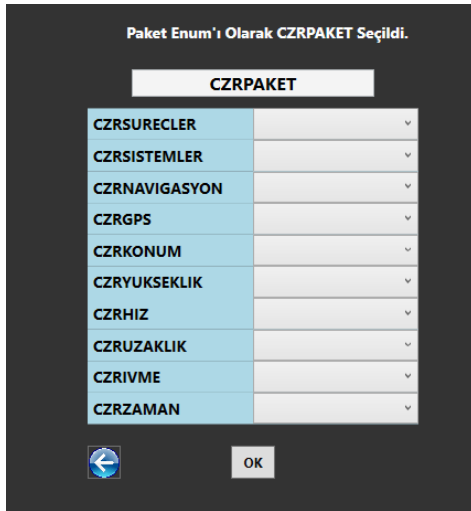 Paket Enum'ı Olarak CZRPAKET Seçildi.
CZRPAKET
CZRSURECLER
CZRSISTEMLER
CZRNAVIGASYON
CZRGPS
CZRKONUM
CZRYUKSEKLIK
CZRHIZ
CZRUZAKLIK
CZRIVME
CZRZAMAN
OK